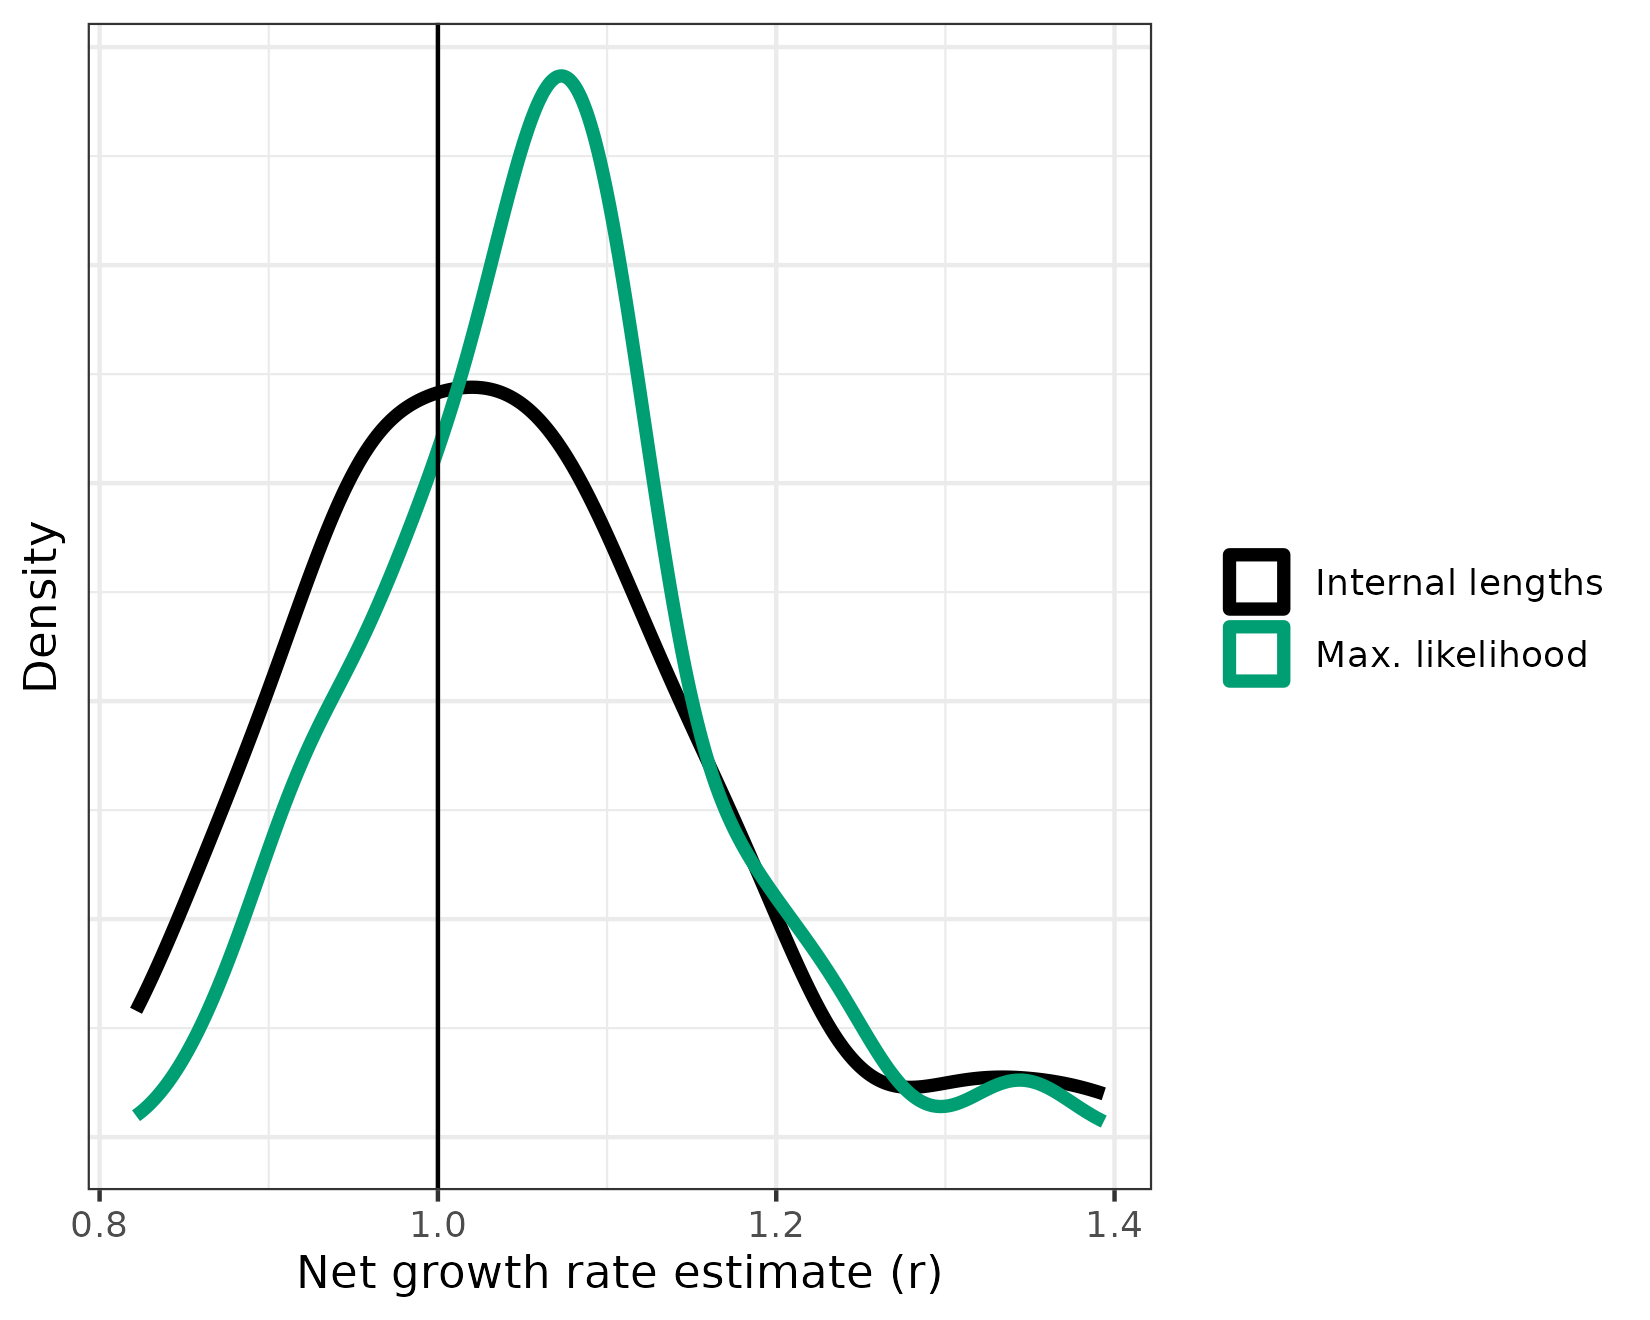 Density
Internal lengths
Max. likelihood
0.8 1.0 1.2 1.4
Net growth rate estimate (r)